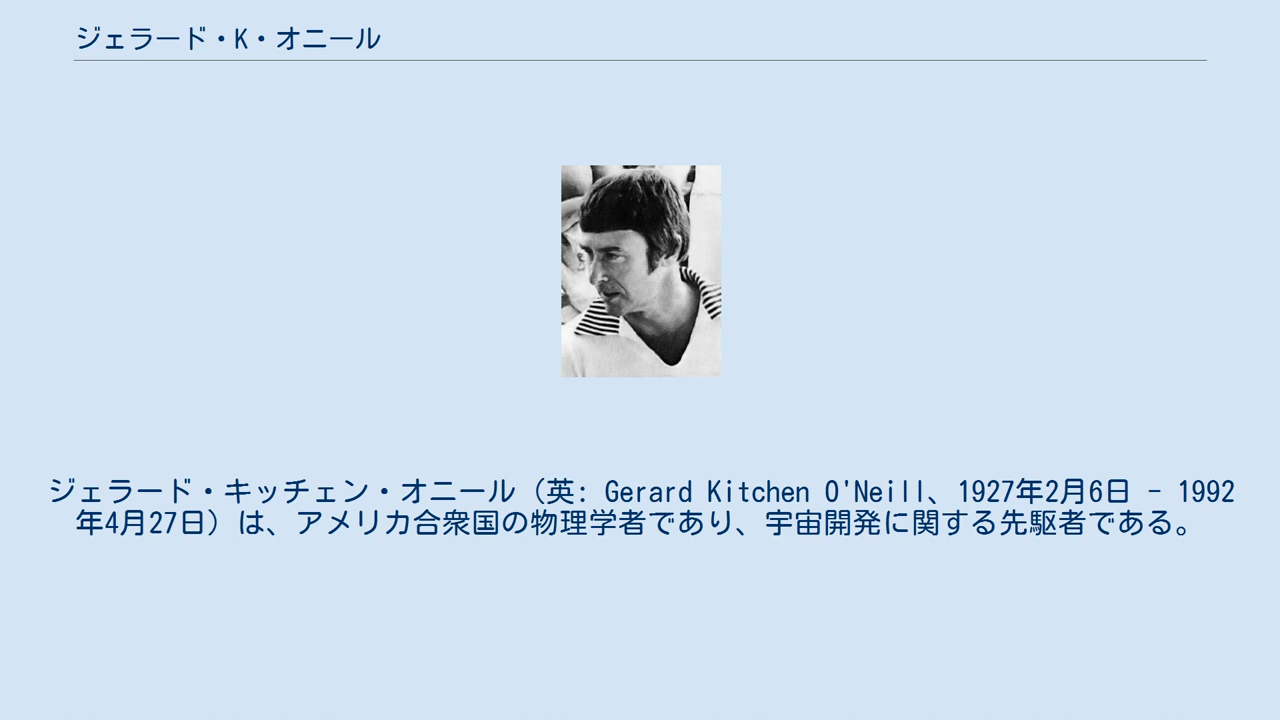 ジェラード・K・オニール
ジェラード・キッチェン・オニール（英: Gerard Kitchen O'Neill、1927年2月6日 - 1992
年4月27日）は、アメリカ合衆国の物理学者であり、宇宙開発に関する先駆者である。